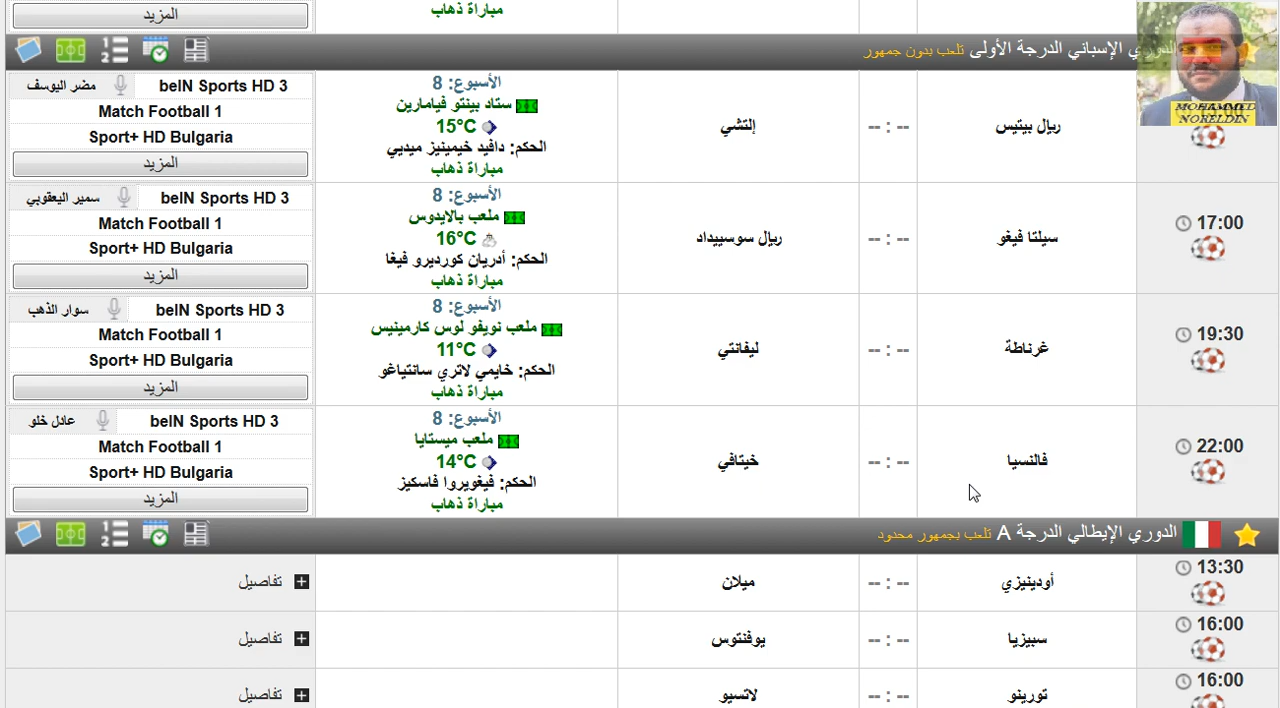 مباراة ذهاب
المزيد
الدوري الإسباني الدرجة الأولى تلعب بدون جمهور
MOHAMMED
NORELDIN
ريال بيتيس
-- : --
إلتشي
الأسبوع: 8
ستاد بينتو فيامارين
15°C
الحكم: دافيد خيمينيز ميديي
مباراة ذهاب
beIN Sports HD 3
مضر اليوسف
Match Football 1
Sport+ HD Bulgaria
المزيد
17:00
سيلتا فيغو
-- : --
ريال سوسييداد
الأسبوع: 8
ملعب بالايدوس
16°C
الحكم: أدريان كورديرو فيغا
مباراة ذهاب
beIN Sports HD 3
سمير اليعقوبي
Match Football 1
Sport+ HD Bulgaria
المزيد
19:30
غرناطة
-- : --
ليفانتي
الأسبوع: 8
ملعب نويفو لوس كارمينيس
11°C
الحكم: خايمي لاتري سانتياغو
مباراة ذهاب
beIN Sports HD 3
سوار الذهب
Match Football 1
Sport+ HD Bulgaria
المزيد
22:00
فالنسيا
-- : --
خيتافي
الأسبوع: 8
ملعب ميستايا
14°C
الحكم: فيغويروا فاسكيز
مباراة ذهاب
beIN Sports HD 3
عادل خلو
Match Football 1
Sport+ HD Bulgaria
المزيد
الدوري الإيطالي الدرجة A تلعب بجمهور محدود
13:30
أودينيزي
-- : --
ميلان
تفاصيل
16:00
سبيزيا
-- : --
يوفنتوس
تفاصيل
16:00
تورينو
-- : --
لاتسيو
تفاصيل